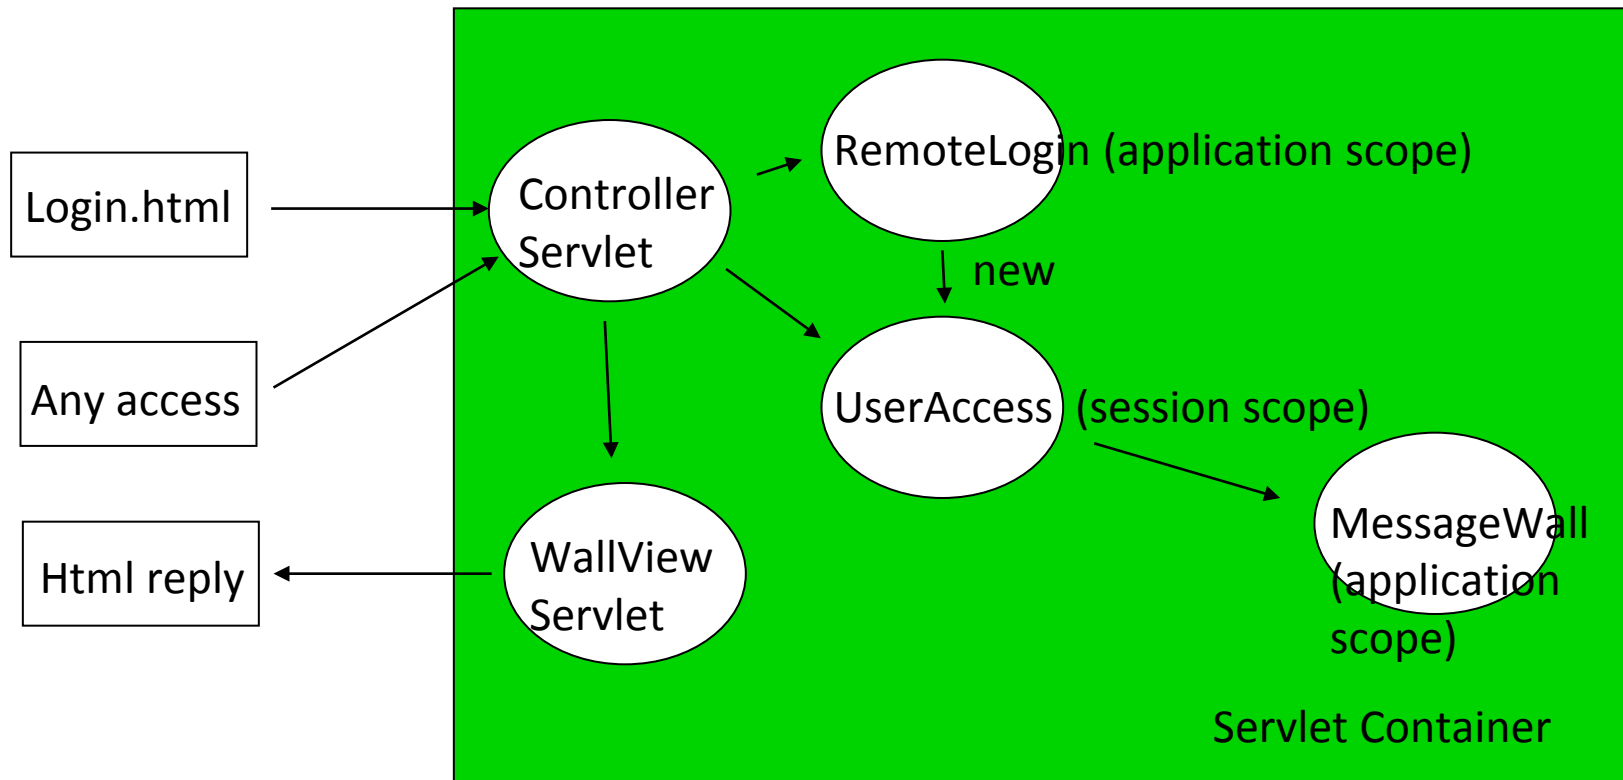 Login.html
Any access
Html reply
Controller
Servlet
WallView
Servlet
RemoteLogin (application scope)
new
UserAccess (session scope)
MessageWall
(application
scope)
Servlet Container